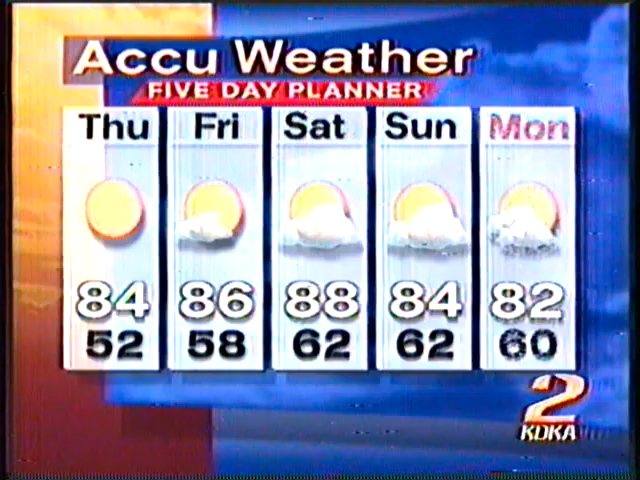 Accu Weather
FIVE DAY PLANNER
Thu Fri Sat Sun Mon
84 86 88 84 82
52 58 62 62 60
2
KDKA